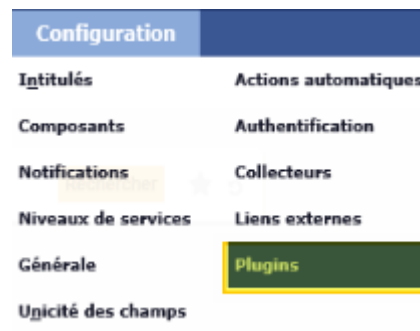 Configuration
Intitulés
Actions automatiques
Composants
Authentification
Notifications
Collecteurs
Rechercher
Niveaux de services
Liens externes
Générale
Plugins
Unicité des champs